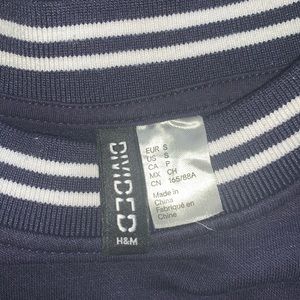 DIVIDED
H&M
EUR S
US S
CA P
MX CH
CN 165/88A
Made in
China
Fabriqué en
Chine